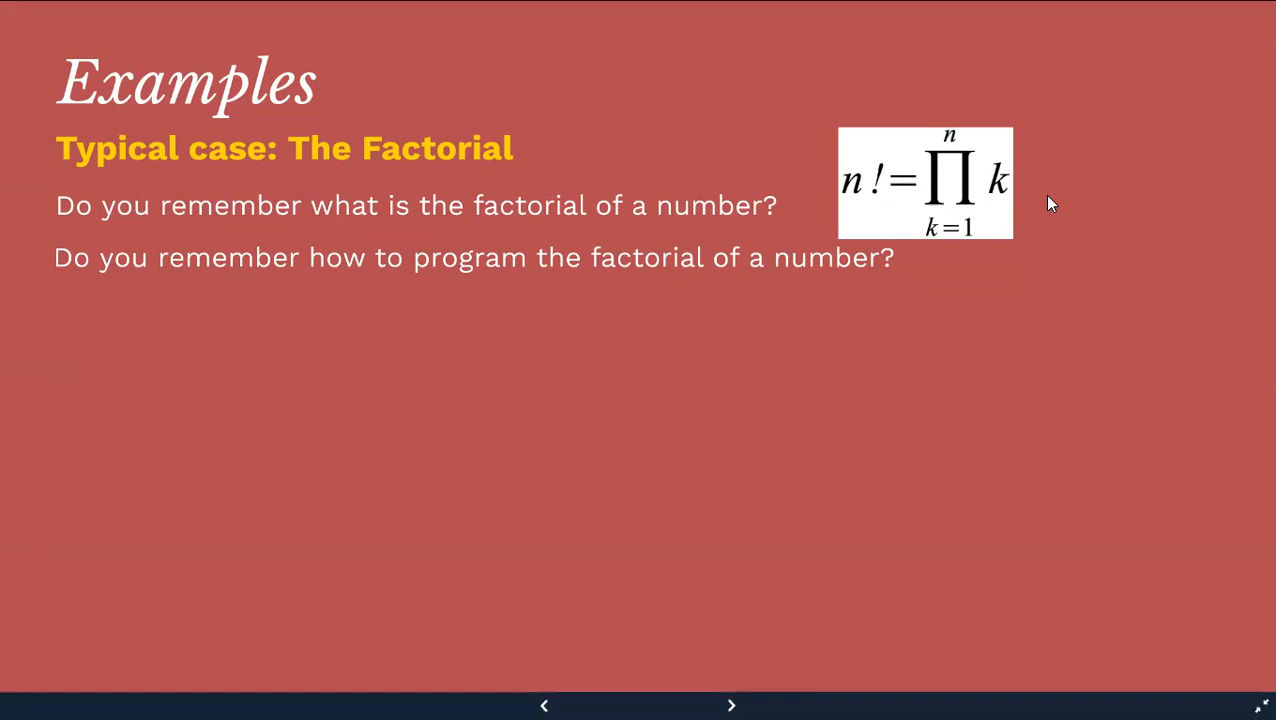 Examples
Typical case: The Factorial
Do you remember what is the factorial of a number?
n
n!=∏ k
k=1
Do you remember how to program the factorial of a number?